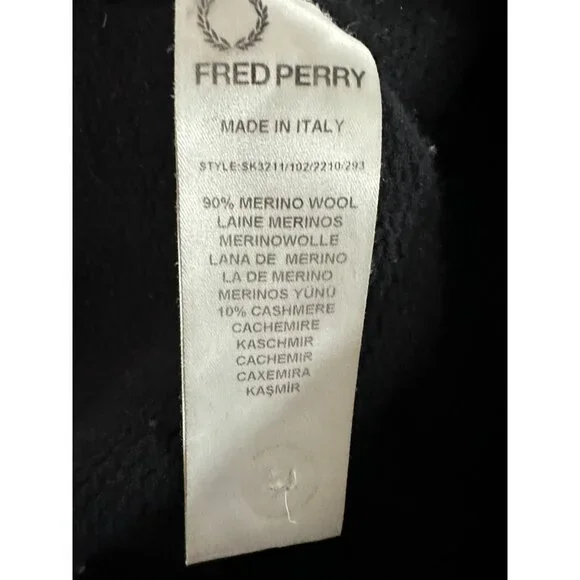 FRED PERRY
MADE IN ITALY
STYLE:SK3211/102/2210/293
90% MERINO WOOL
LAINE MERINOS
MERINOWOLLE
LANA DE MERINO
LA DE MERINO
MERINOS YÜNÜ
10% CASHMERE
CACHEMIRE
KASCHMIR
CACHEMIR
CAXEMIRA
KAŞMİR